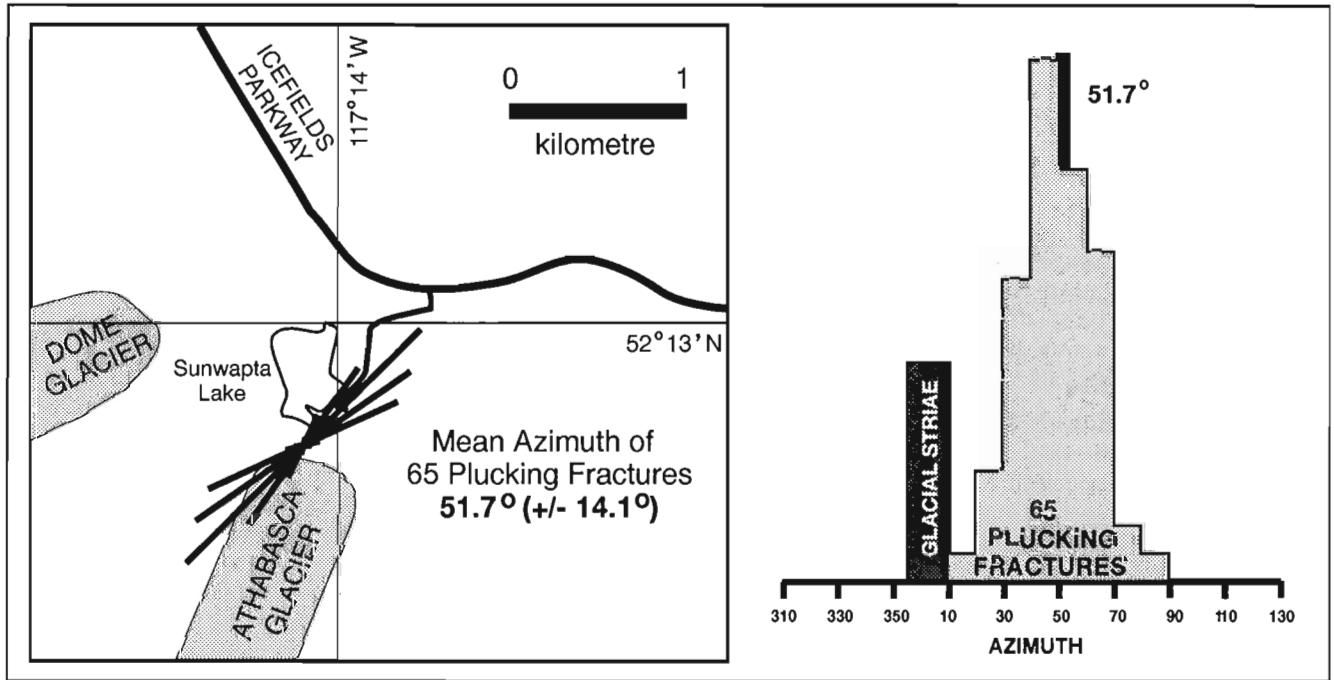 ICEFIELDS
PARKWAY
117°14'W
0 1
kilometre
DOME
GLACIER
52°13'N
Sunwapta
Lake
Mean Azimuth of
65 Plucking Fractures
51.7° (+/- 14.1°)
ATHABASCA
GLACIER
51.7°
GLACIAL STRIAE
65
PLUCKING
FRACTURES
310 330 350 10 30 50 70 90 110 130
AZIMUTH